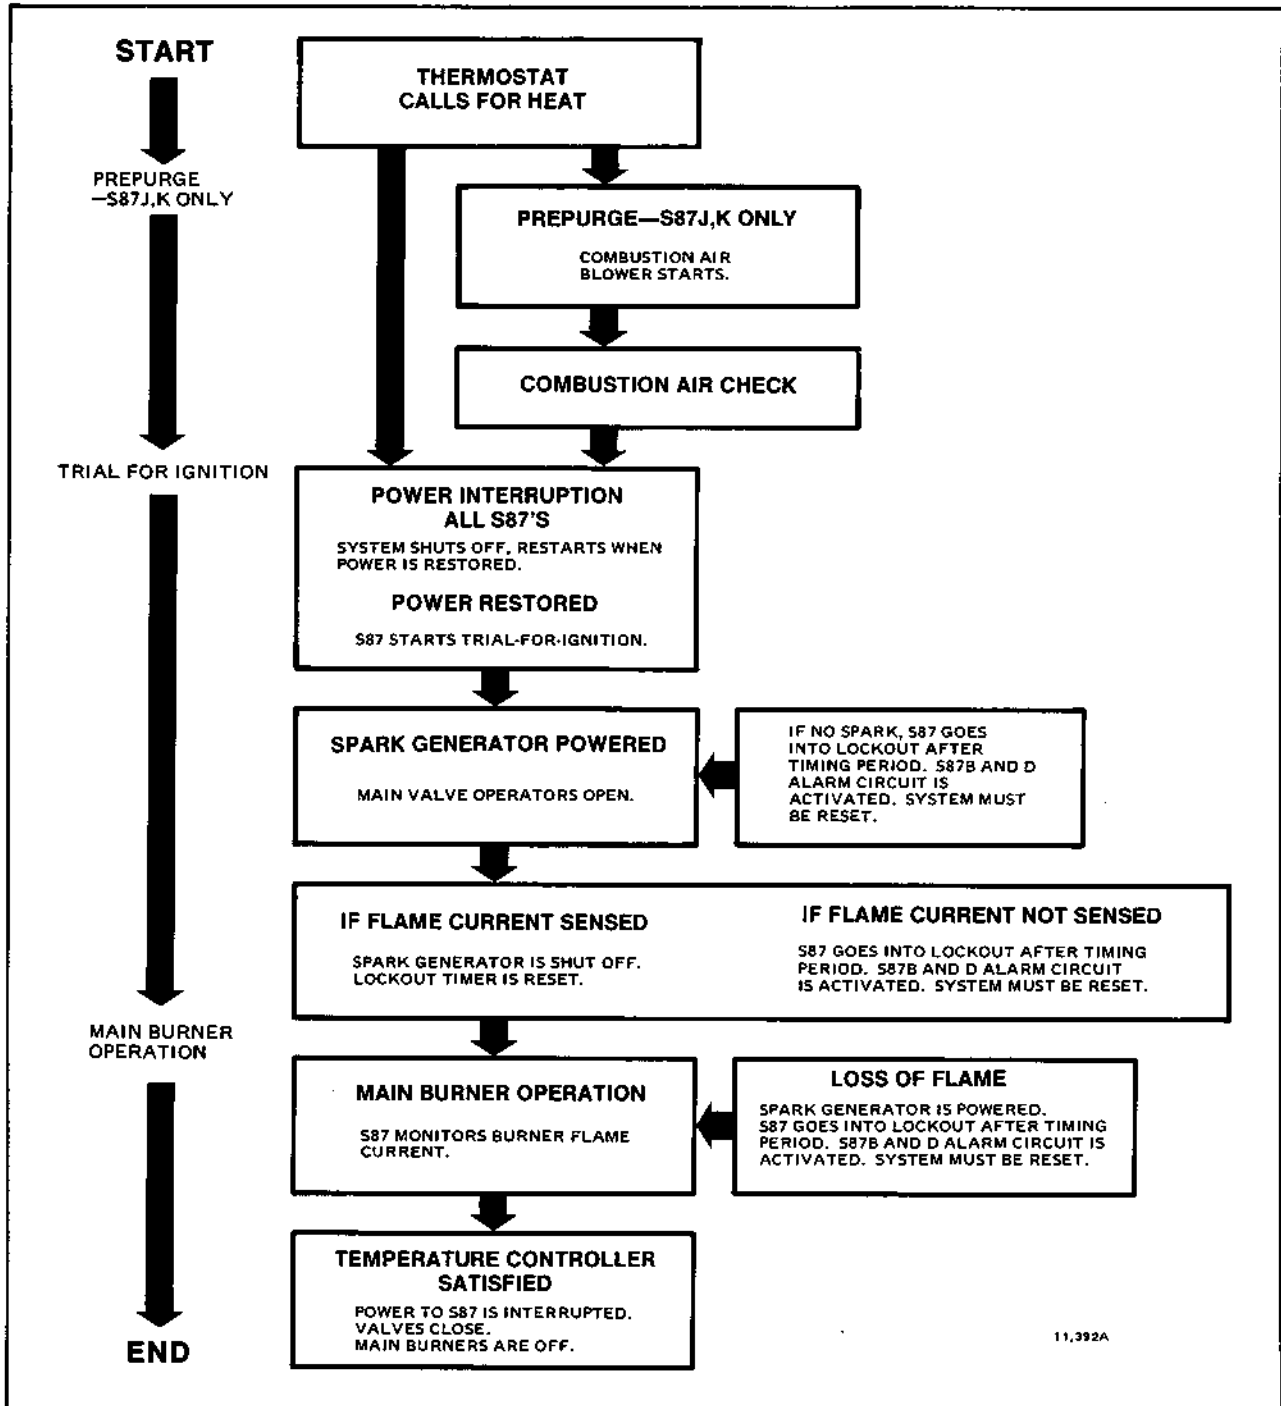 START
PREPURGE
—S87J,K ONLY
TRIAL FOR IGNITION
MAIN BURNER
OPERATION
END
THERMOSTAT
CALLS FOR HEAT
PREPURGE—S87J,K ONLY
COMBUSTION AIR
BLOWER STARTS.
COMBUSTION AIR CHECK
POWER INTERRUPTION
ALL S87'S
SYSTEM SHUTS OFF, RESTARTS WHEN
POWER IS RESTORED.
POWER RESTORED
S87 STARTS TRIAL-FOR-IGNITION.
SPARK GENERATOR POWERED
MAIN VALVE OPERATORS OPEN.
IF NO SPARK, S87 GOES
INTO LOCKOUT AFTER
TIMING PERIOD. S87B AND D
ALARM CIRCUIT IS
ACTIVATED. SYSTEM MUST
BE RESET.
IF FLAME CURRENT SENSED
SPARK GENERATOR IS SHUT OFF.
LOCKOUT TIMER IS RESET.
IF FLAME CURRENT NOT SENSED
S87 GOES INTO LOCKOUT AFTER TIMING
PERIOD. S87B AND D ALARM CIRCUIT
IS ACTIVATED. SYSTEM MUST BE RESET.
MAIN BURNER OPERATION
S87 MONITORS BURNER FLAME
CURRENT.
LOSS OF FLAME
SPARK GENERATOR IS POWERED.
S87 GOES INTO LOCKOUT AFTER TIMING
PERIOD. S87B AND D ALARM CIRCUIT IS
ACTIVATED. SYSTEM MUST BE RESET.
TEMPERATURE CONTROLLER
SATISFIED
POWER TO S87 IS INTERRUPTED.
VALVES CLOSE.
MAIN BURNERS ARE OFF.
11,392A